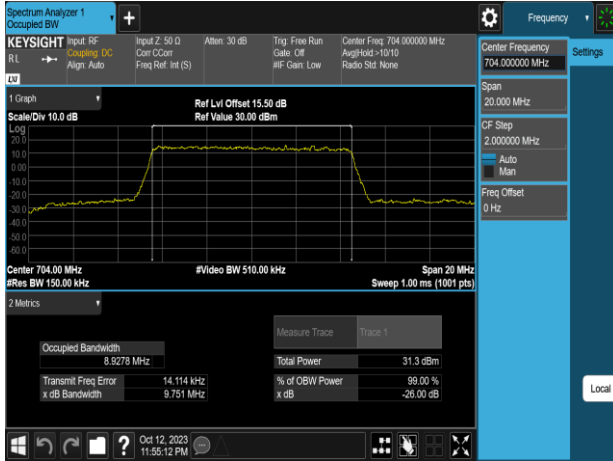 Spectrum Analyzer 1
Occupied BW
Frequency
KEYSIGHT
RL
LXI
Input: RF
Coupling: DC
Align: Auto
Input Z: 50 Ω
Corr CCorr
Freq Ref: Int (S)
Atten: 30 dB
Trig: Free Run
Gate: Off
#IF Gain: Low
Center Freq: 704.000000 MHz
Avg|Hold:>10/10
Radio Std: None
Center Frequency
704.000000 MHz
Settings
Span
20.000 MHz
CF Step
2.000000 MHz
Auto
Man
Freq Offset
0 Hz
Local
1 Graph
Scale/Div 10.0 dB
Ref Lvl Offset 15.50 dB
Ref Value 30.00 dBm
Log
20.0
10.0
0.00
-10.0
-20.0
-30.0
-40.0
-50.0
-60.0
Center 704.00 MHz
#Video BW 510.00 kHz
Span 20 MHz
#Res BW 150.00 kHz
Sweep 1.00 ms (1001 pts)
2 Metrics
Measure Trace
Trace 1
Occupied Bandwidth
8.9278 MHz
Total Power
31.3 dBm
Transmit Freq Error
14.114 kHz
% of OBW Power
99.00 %
x dB Bandwidth
9.751 MHz
x dB
-26.00 dB
?
Oct 12, 2023
11:55:12 PM